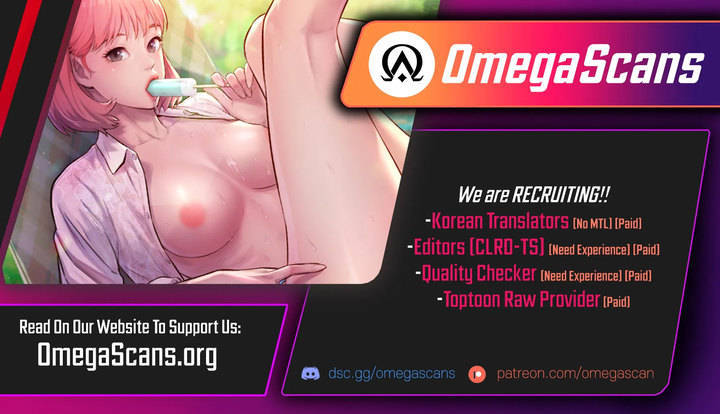 OmegaScans
We are RECRUITING!!
-Korean Translators [No MTL] [Paid]
-Editors [CLRD-TS] [Need Experience] [Paid]
-Quality Checker [Need Experience] [Paid]
-Toptoon Raw Provider [Paid]
Read On Our Website To Support Us:
OmegaScans.org
dsc.gg/omegascans
patreon.com/omegascan